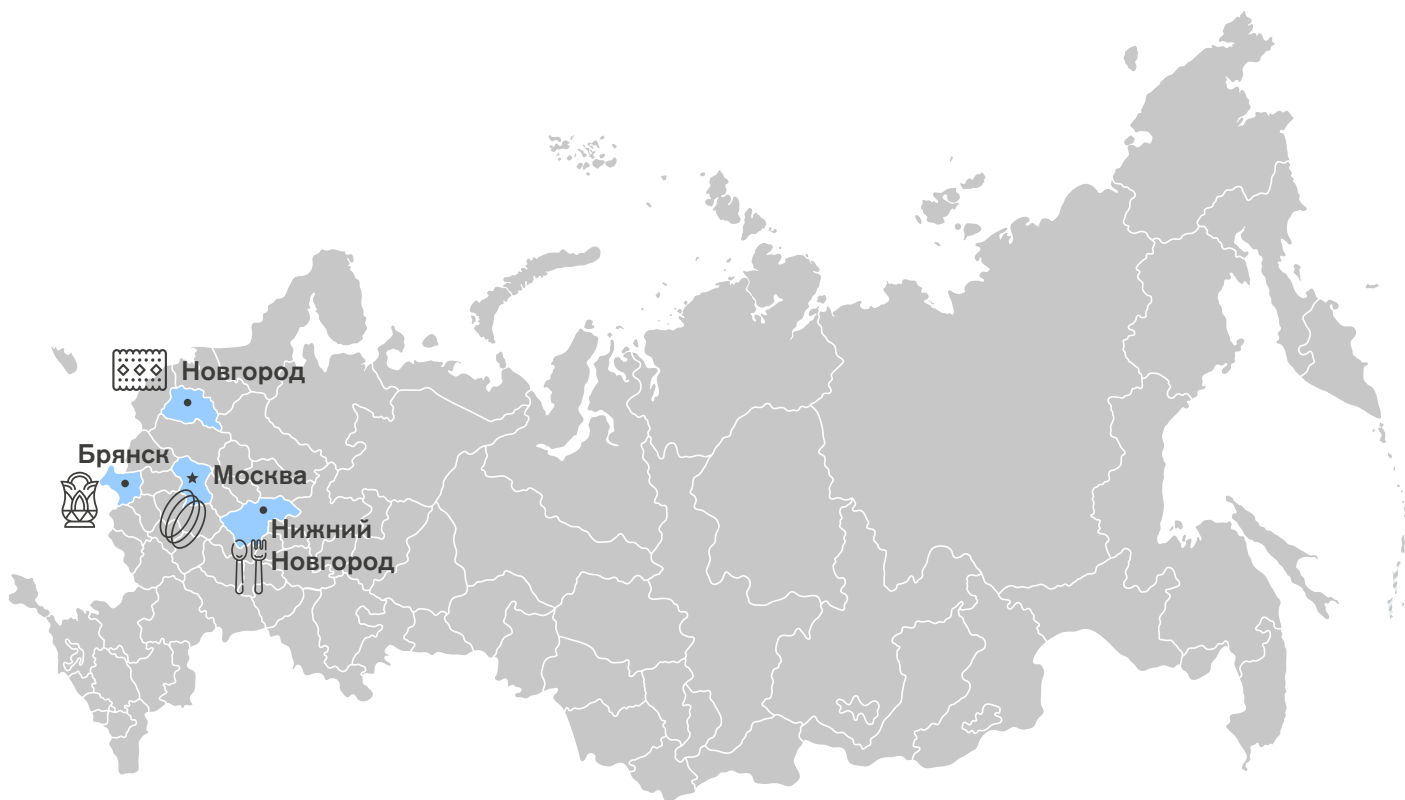 Новгород
Брянск
Москва
Нижний
Новгород